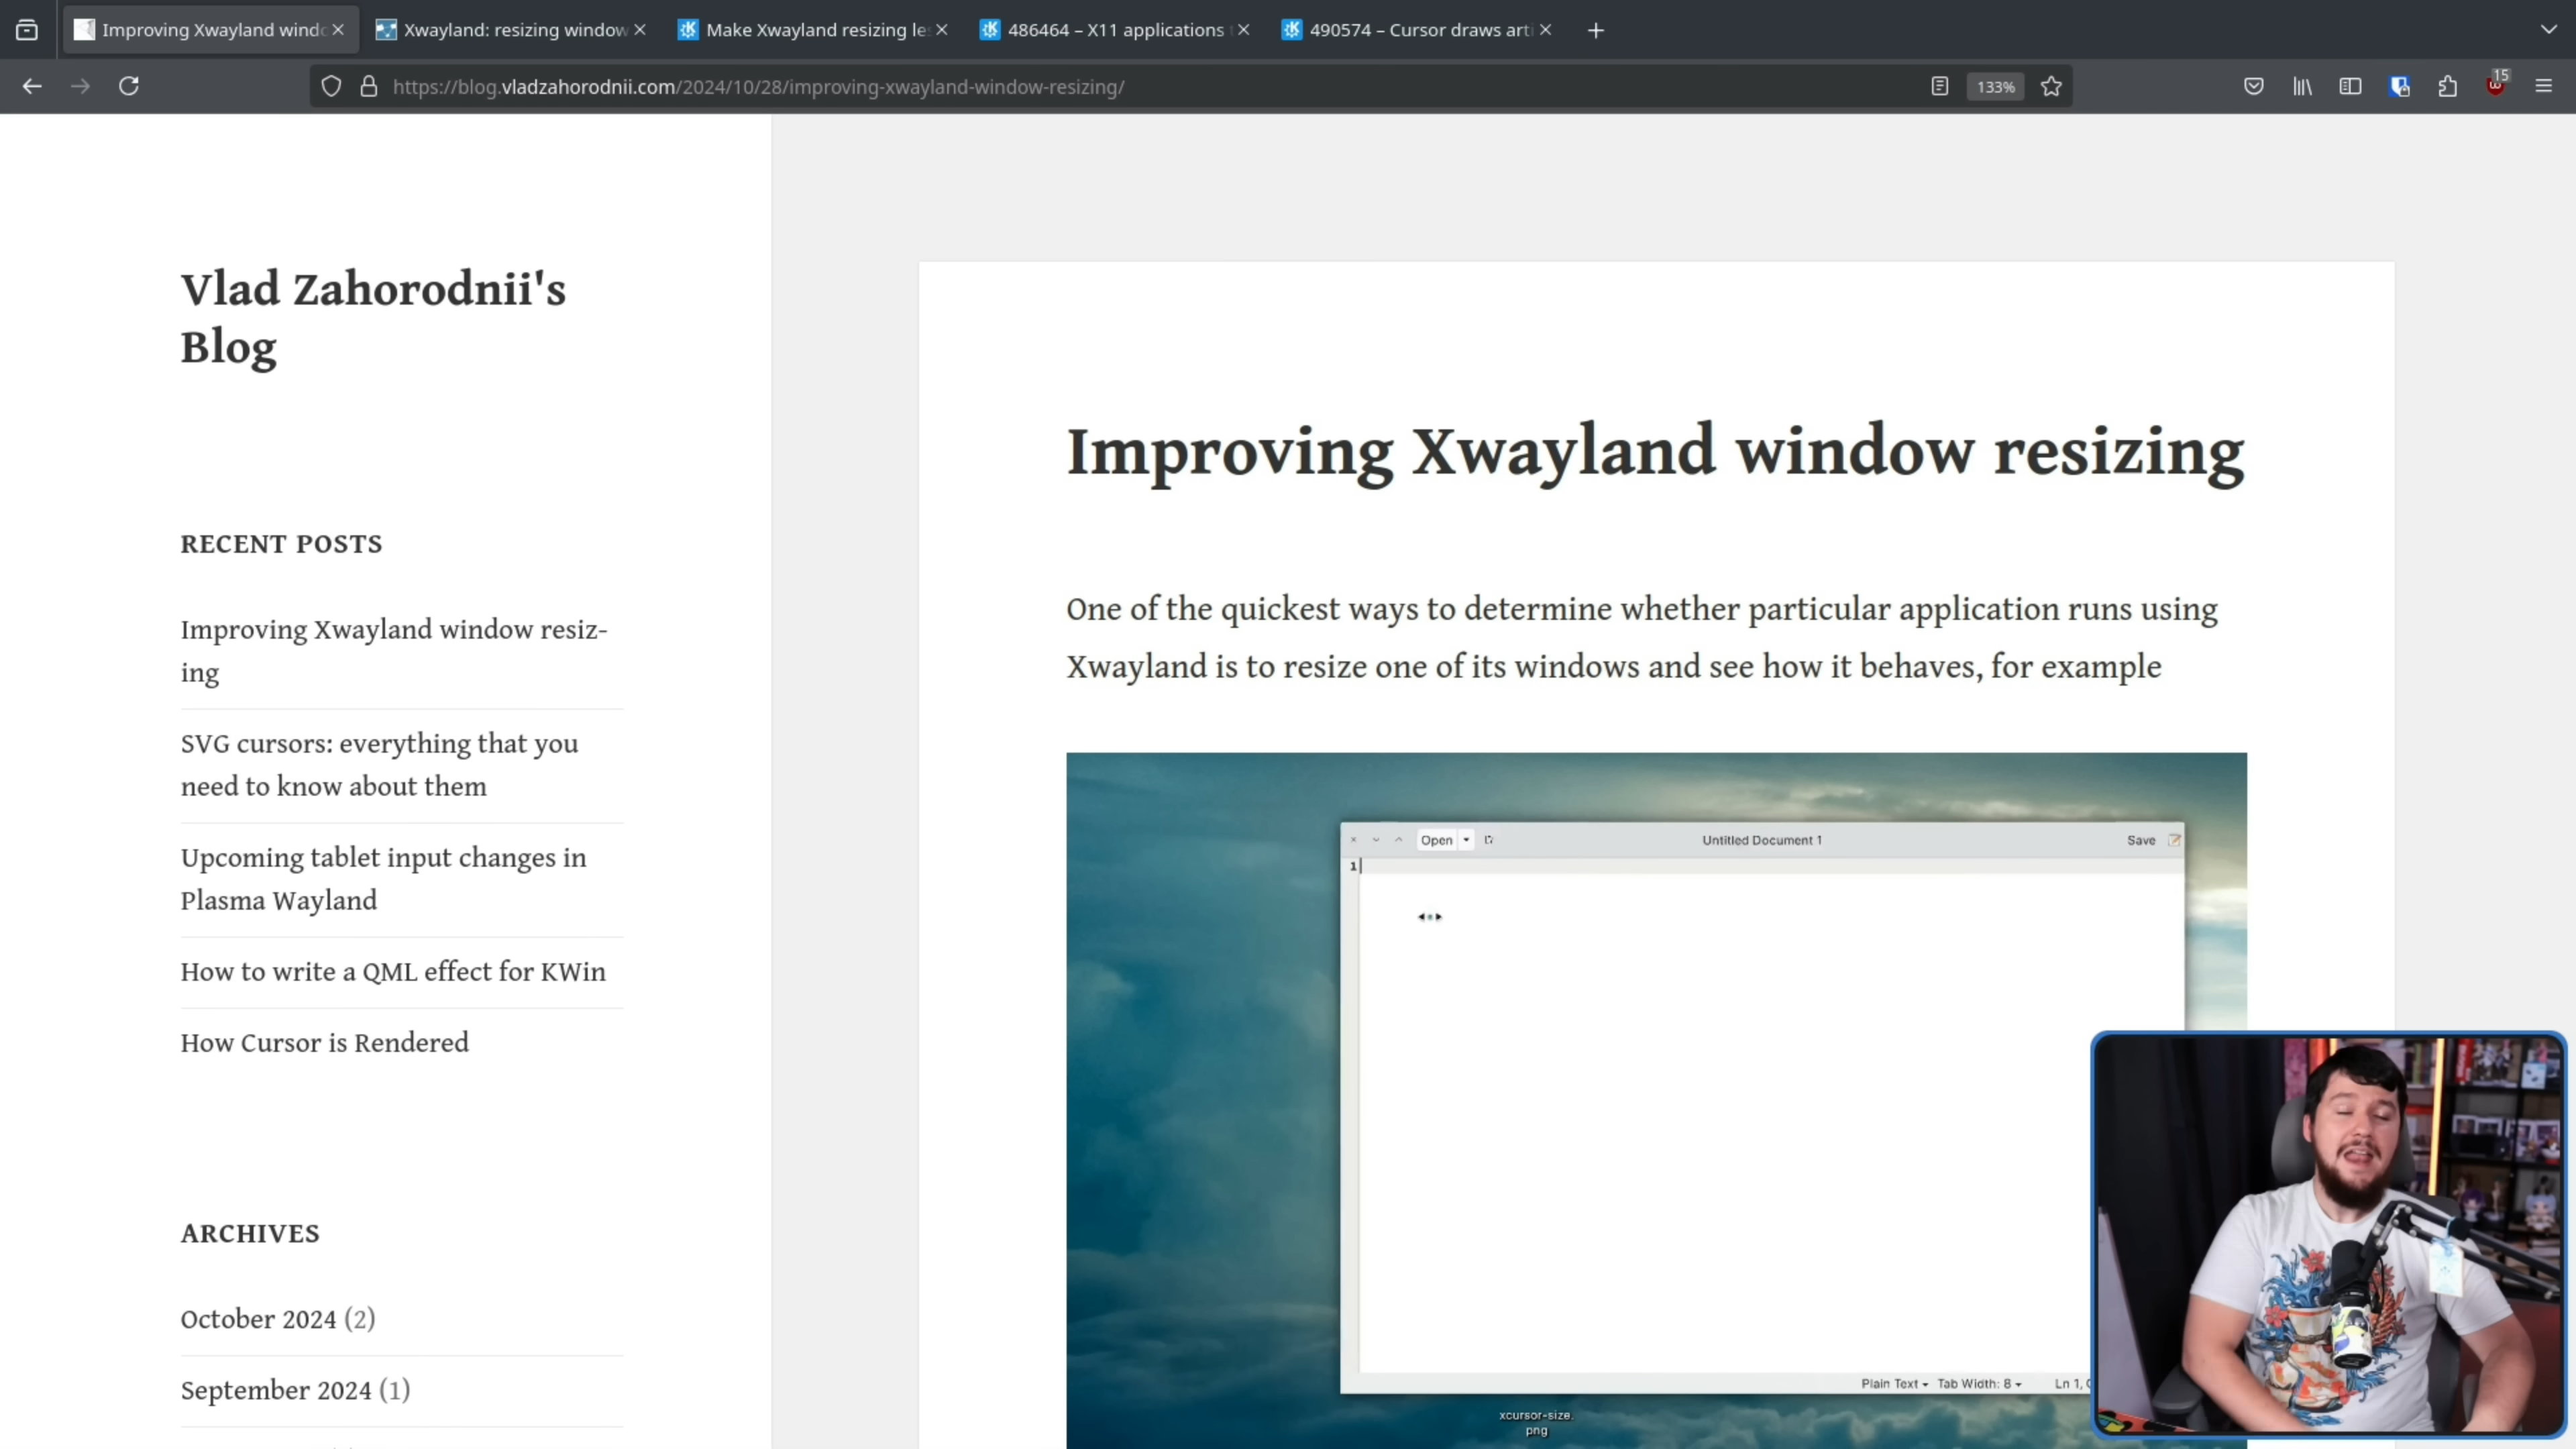 Improving Xwayland windo
Xwayland: resizing window
Make Xwayland resizing le
486464 – X11 applications
490574 – Cursor draws arti
https://blog.vladzahorodnii.com/2024/10/28/improving-xwayland-window-resizing/
133%
15
Vlad Zahorodnii's
Blog
RECENT POSTS
Improving Xwayland window resiz-
ing
SVG cursors: everything that you
need to know about them
Upcoming tablet input changes in
Plasma Wayland
How to write a QML effect for KWin
How Cursor is Rendered
ARCHIVES
October 2024 (2)
September 2024 (1)
Improving Xwayland window resizing
One of the quickest ways to determine whether particular application runs using
Xwayland is to resize one of its windows and see how it behaves, for example
Open
Untitled Document 1
Save
1
Plain Text
Tab Width: 8
Ln 1,
xcursor-size.
png